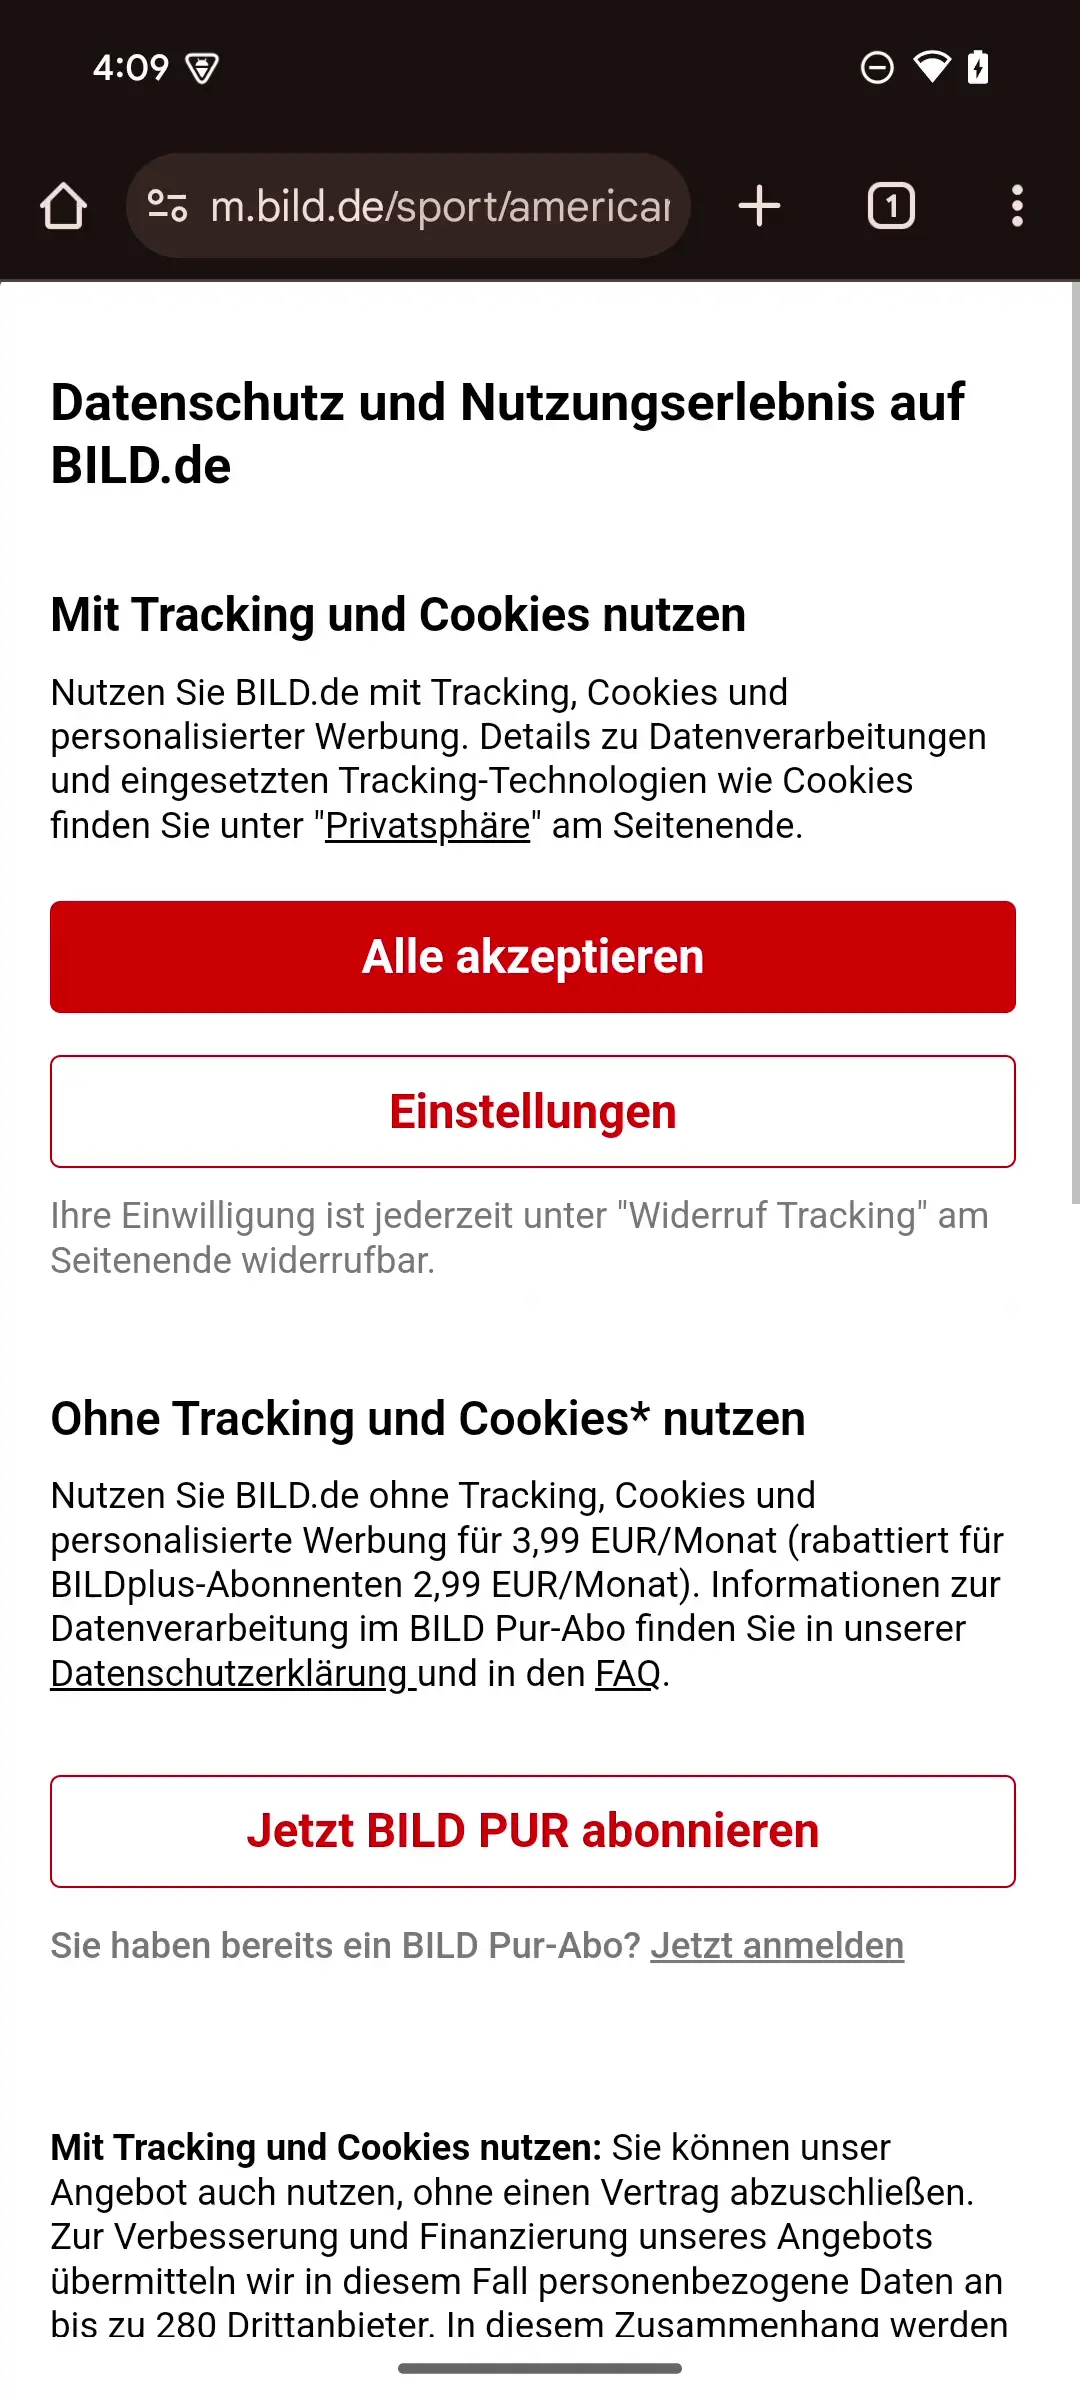 4:09
m.bild.de/sport/american
1
Datenschutz und Nutzungserlebnis auf
BILD.de
Mit Tracking und Cookies nutzen
Nutzen Sie BILD.de mit Tracking, Cookies und
personalisierter Werbung. Details zu Datenverarbeitungen
und eingesetzten Tracking-Technologien wie Cookies
finden Sie unter "Privatsphäre" am Seitenende.
Alle akzeptieren
Einstellungen
Ihre Einwilligung ist jederzeit unter "Widerruf Tracking" am
Seitenende widerrufbar.
Ohne Tracking und Cookies* nutzen
Nutzen Sie BILD.de ohne Tracking, Cookies und
personalisierte Werbung für 3,99 EUR/Monat (rabattiert für
BILDplus-Abonnenten 2,99 EUR/Monat). Informationen zur
Datenverarbeitung im BILD Pur-Abo finden Sie in unserer
Datenschutzerklärung und in den FAQ.
Jetzt BILD PUR abonnieren
Sie haben bereits ein BILD Pur-Abo? Jetzt anmelden
Mit Tracking und Cookies nutzen: Sie können unser
Angebot auch nutzen, ohne einen Vertrag abzuschließen.
Zur Verbesserung und Finanzierung unseres Angebots
übermitteln wir in diesem Fall personenbezogene Daten an
bis zu 280 Drittanbieter. In diesem Zusammenhang werden